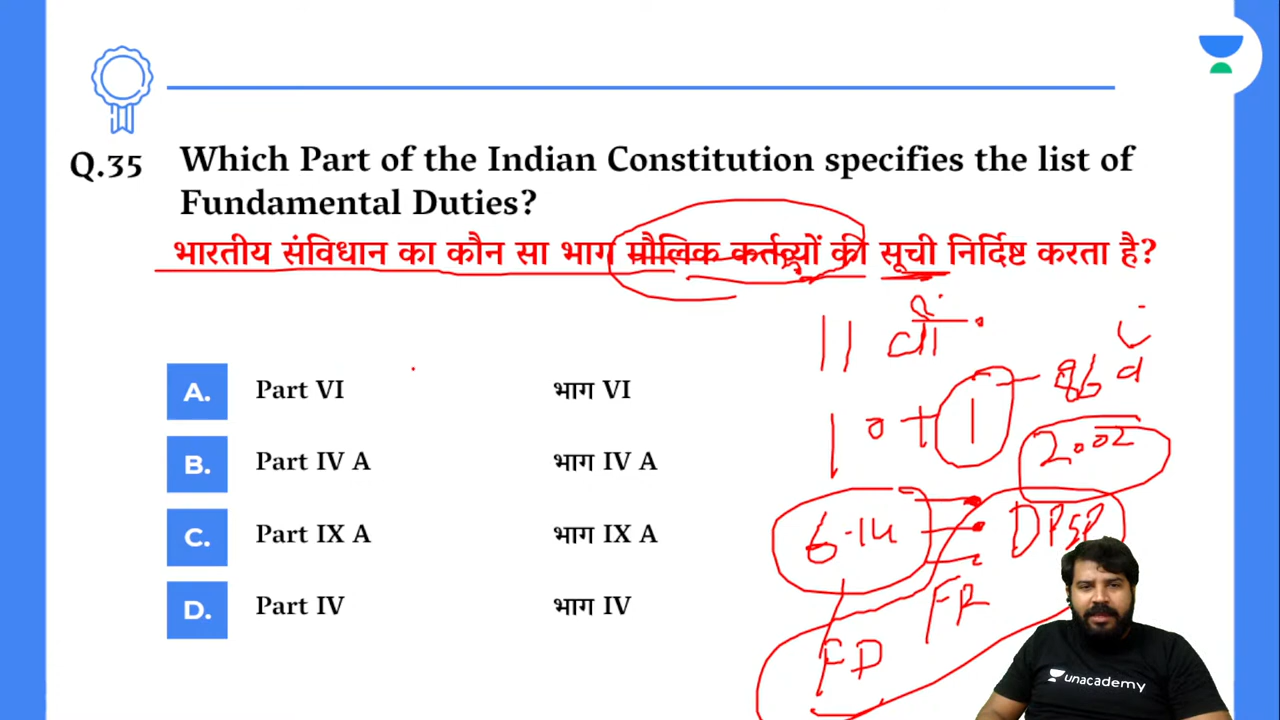 Q.35 Which Part of the Indian Constitution specifies the list of
Fundamental Duties?
भारतीय संविधान का कौन सा भाग मौलिक कर्तव्यों की सूची निर्दिष्ट करता है?
A. Part VI भाग VI
B. Part IV A भाग IV A
C. Part IX A भाग IX A
D. Part IV भाग IV
11 वां
10+1 - 86 वें
2002
6-14 DPSP
FR
FD
unacademy